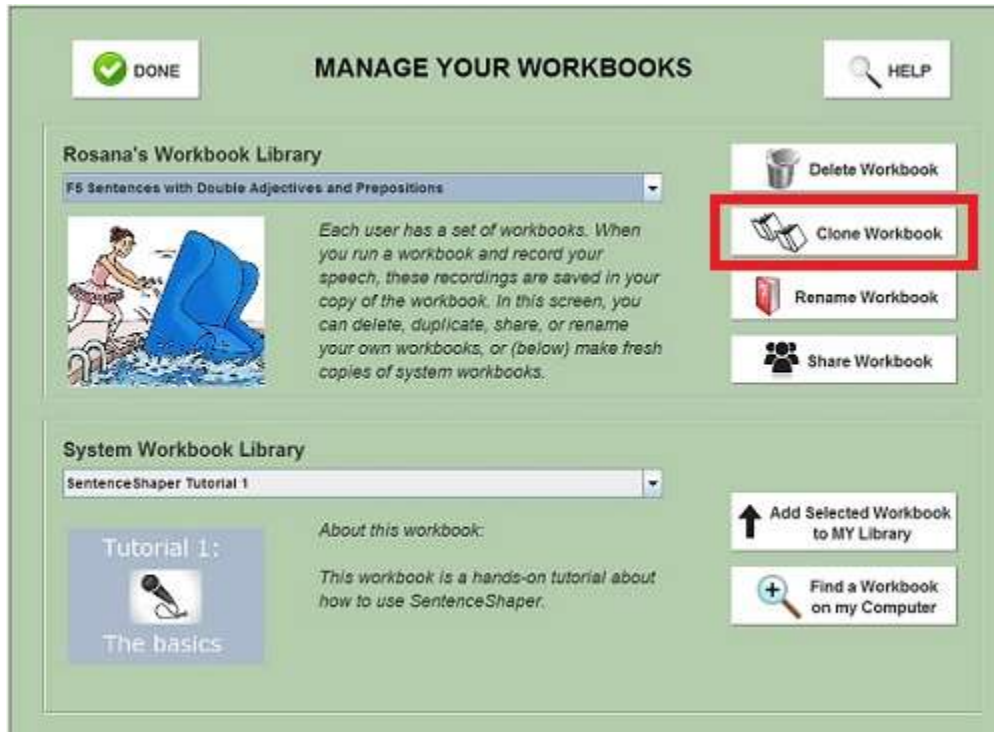 DONE
MANAGE YOUR WORKBOOKS
HELP
Rosana's Workbook Library
F5 Sentences with Double Adjectives and Prepositions
Each user has a set of workbooks. When
you run a workbook and record your
speech, these recordings are saved in your
copy of the workbook. In this screen, you
can delete, duplicate, share, or rename
your own workbooks, or (below) make fresh
copies of system workbooks.
Delete Workbook
Clone Workbook
Rename Workbook
Share Workbook
System Workbook Library
SentenceShaper Tutorial 1
Tutorial 1:
The basics
About this workbook:
This workbook is a hands-on tutorial about
how to use SentenceShaper.
Add Selected Workbook
to MY Library
Find a Workbook
on my Computer